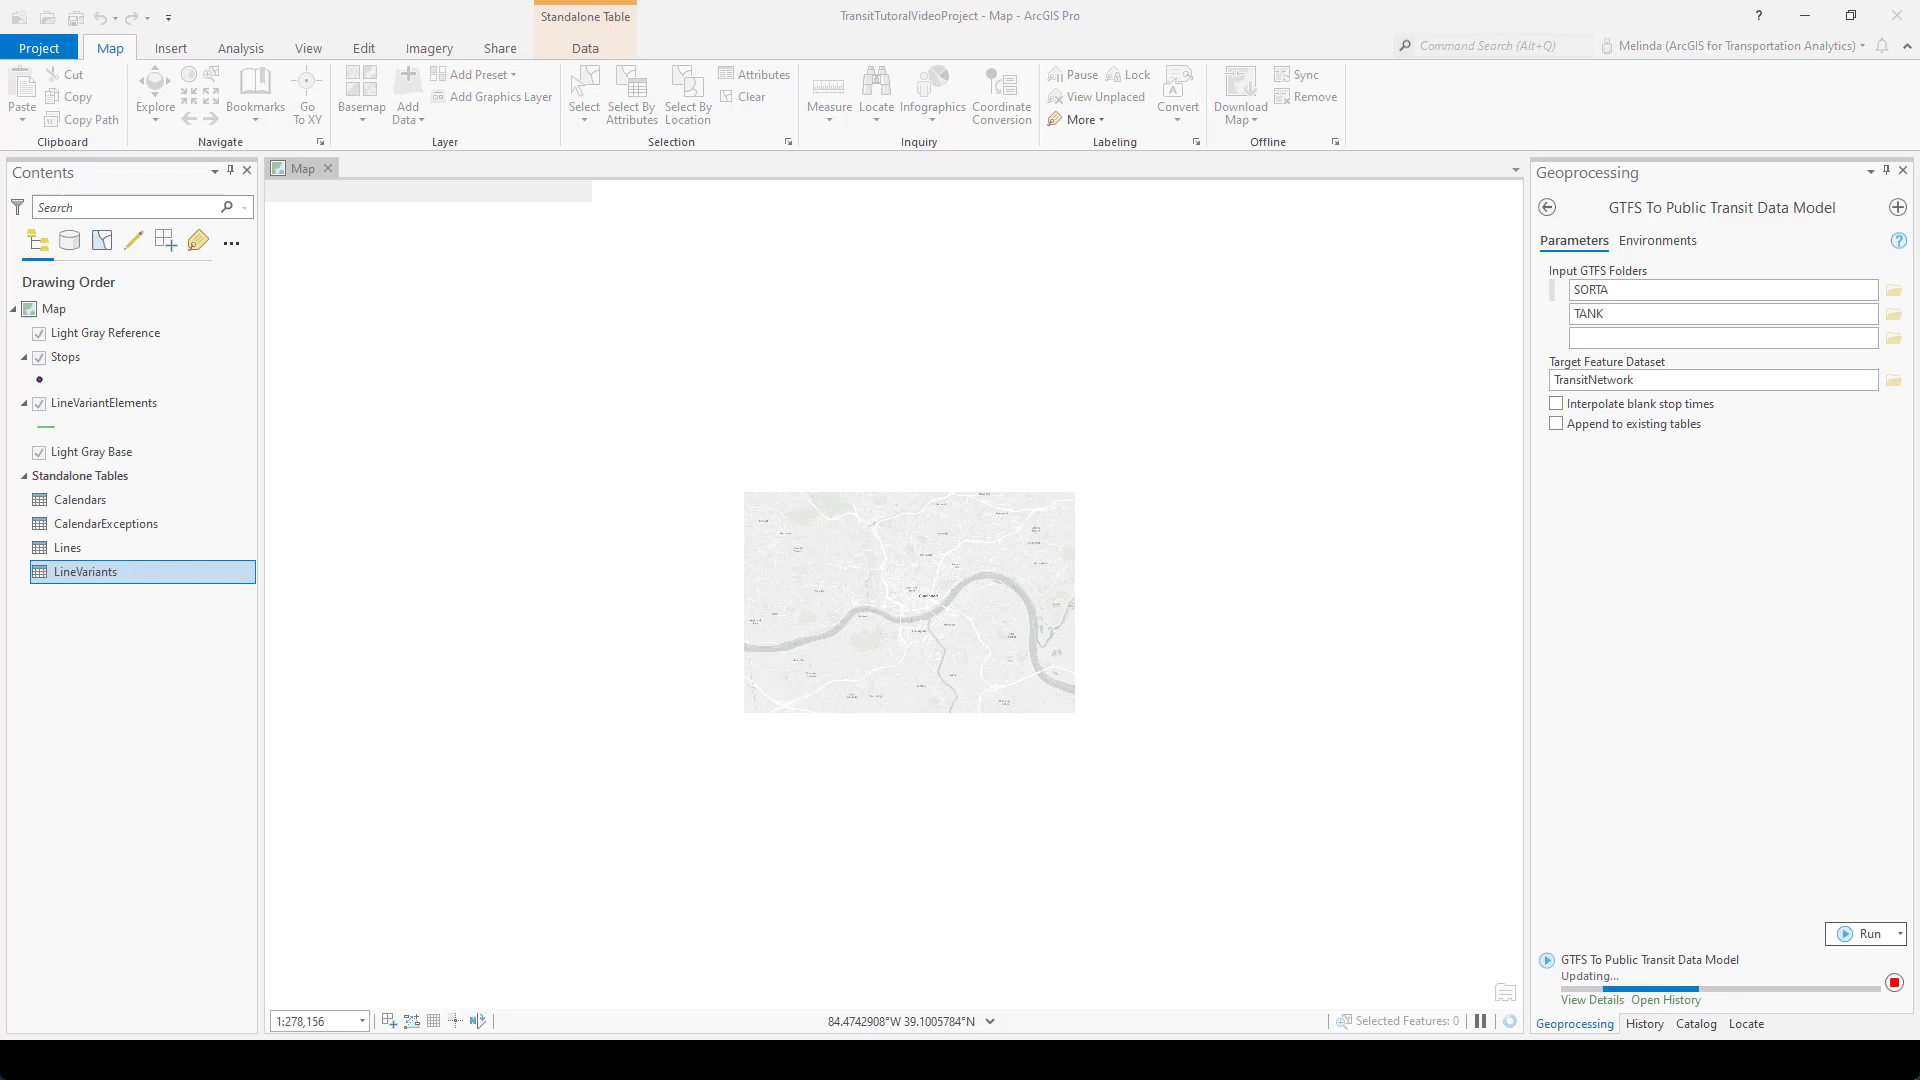 Standalone Table
TransitTutoralVideoProject - Map - ArcGIS Pro
?
Project
Map
Insert
Analysis
View
Edit
Imagery
Share
Data
Command Search (Alt+Q)
Melinda (ArcGIS for Transportation Analytics)
Paste
Cut
Copy
Copy Path
Clipboard
Explore
Bookmarks
Go
To XY
Navigate
Basemap
Add
Data
Add Preset
Add Graphics Layer
Layer
Select
Select By
Attributes
Select By
Location
Attributes
Clear
Selection
Measure
Locate
Infographics
Coordinate
Conversion
Inquiry
Pause
Lock
View Unplaced
More
Convert
Labeling
Download
Map
Sync
Remove
Offline
Contents
Search
Drawing Order
Map
Light Gray Reference
Stops
LineVariantElements
Light Gray Base
Standalone Tables
Calendars
CalendarExceptions
Lines
LineVariants
Map
1:278,156
84.4742908°W 39.1005784°N
Selected Features: 0
Geoprocessing
GTFS To Public Transit Data Model
Parameters
Environments
?
Input GTFS Folders
SORTA
TANK
Target Feature Dataset
TransitNetwork
Interpolate blank stop times
Append to existing tables
Run
GTFS To Public Transit Data Model
Updating...
View Details
Open History
Geoprocessing
History
Catalog
Locate